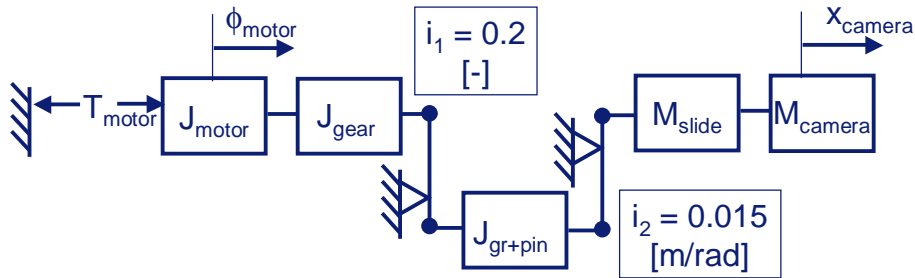 ϕmotor
i1 = 0.2
[-]
xcamera
Tmotor
Jmotor
Jgear
Mslide
Mcamera
Jgr+pin
i2 = 0.015
[m/rad]